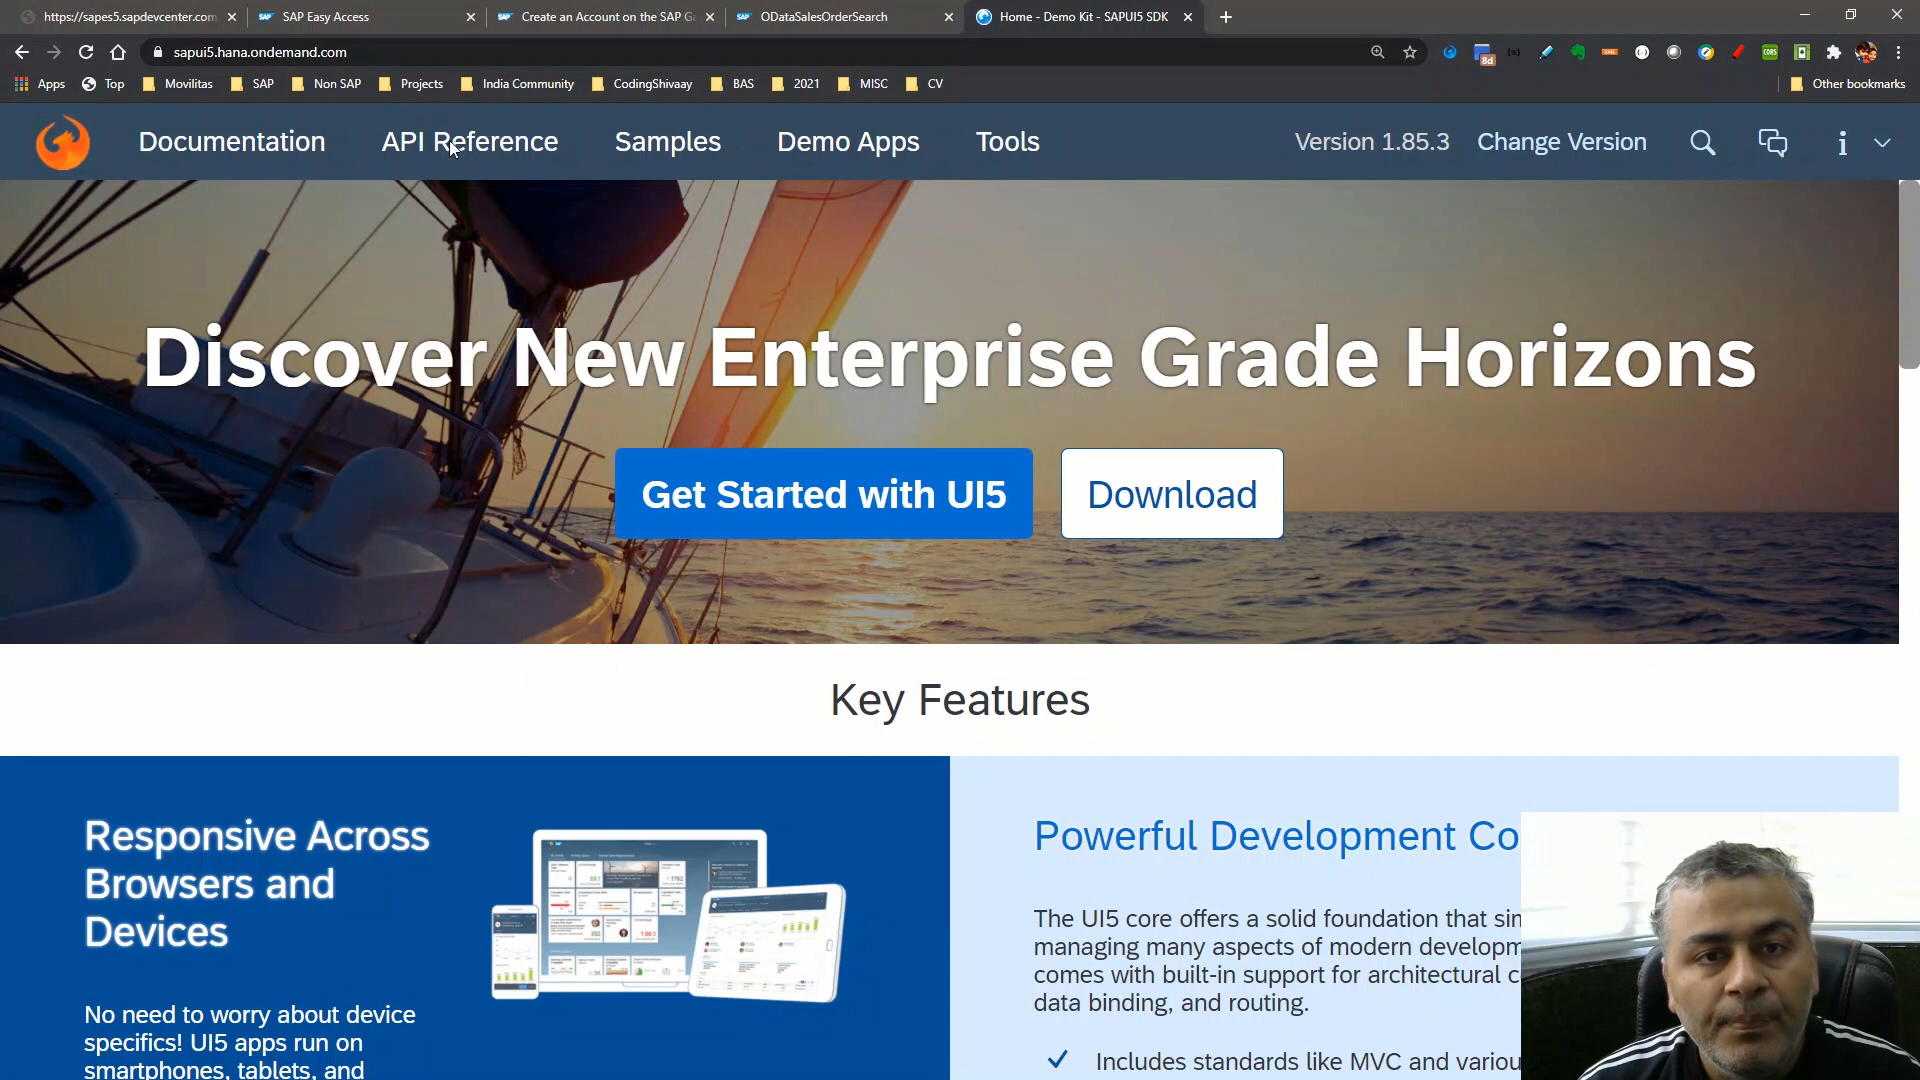 https://sapes5.sapdevcenter.com
SAP Easy Access
Create an Account on the SAP Ga
ODataSalesOrderSearch
Home - Demo Kit - SAPUI5 SDK
sapui5.hana.ondemand.com
8d
Apps
Top
Movilitas
SAP
Non SAP
Projects
India Community
CodingShivaay
BAS
2021
MISC
CV
Other bookmarks
Documentation
API Reference
Samples
Demo Apps
Tools
Version 1.85.3
Change Version
Discover New Enterprise Grade Horizons
Get Started with UI5
Download
Key Features
Responsive Across
Browsers and
Devices
No need to worry about device
specifics! UI5 apps run on
smartphones, tablets, and
Powerful Development Co
The UI5 core offers a solid foundation that sin
managing many aspects of modern developm
comes with built-in support for architectural c
data binding, and routing.
Includes standards like MVC and variou